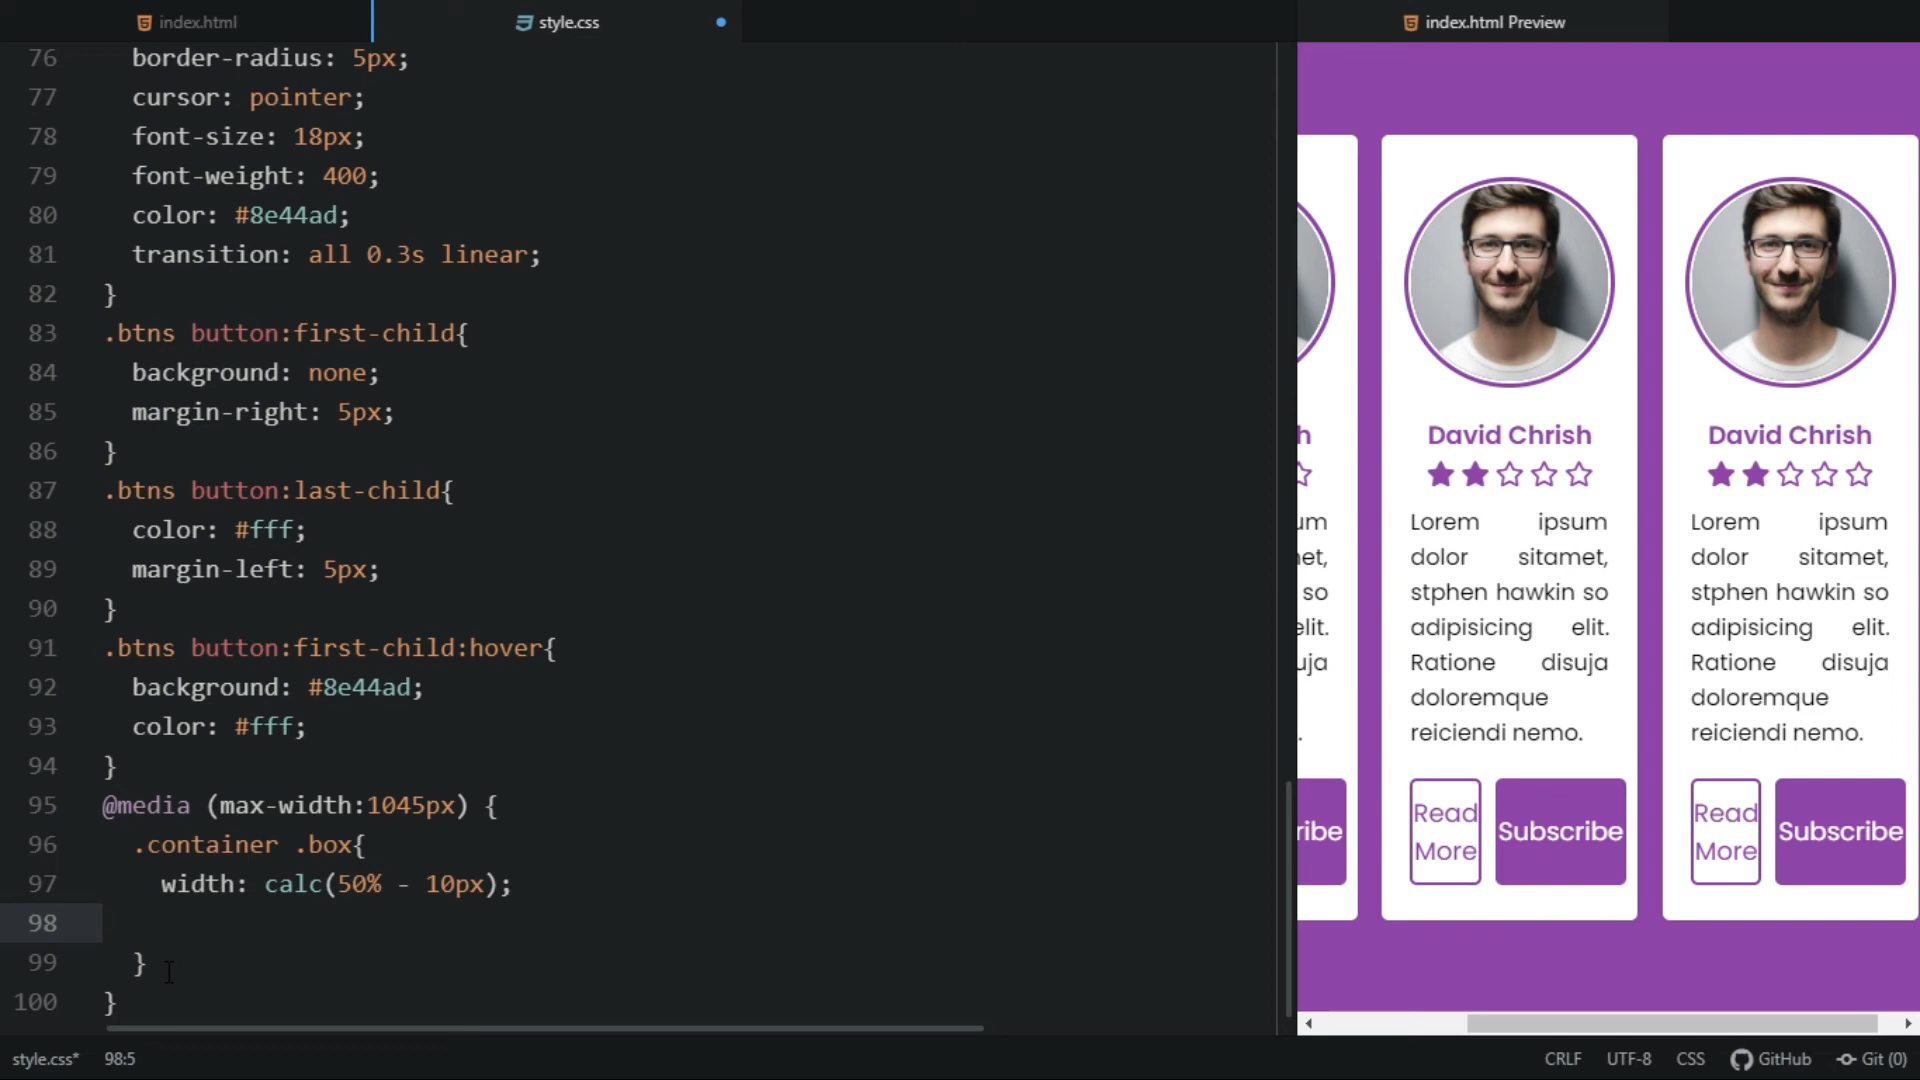 index.html
style.css
index.html Preview
76 border-radius: 5px;
77 cursor: pointer;
78 font-size: 18px;
79 font-weight: 400;
80 color: #8e44ad;
81 transition: all 0.3s linear;
82 }
83 .btns button:first-child{
84 background: none;
85 margin-right: 5px;
86 }
87 .btns button:last-child{
88 color: #fff;
89 margin-left: 5px;
90 }
91 .btns button:first-child:hover{
92 background: #8e44ad;
93 color: #fff;
94 }
95 @media (max-width:1045px) {
96 .container .box{
97 width: calc(50% - 10px);
98
99 }
100 }
h
um
et,
so
elit.
uja
.
ribe
David Chrish
Lorem ipsum
dolor sitamet,
stphen hawkin so
adipisicing elit.
Ratione disuja
doloremque
reiciendi nemo.
Read
More
Subscribe
David Chrish
Lorem ipsum
dolor sitamet,
stphen hawkin so
adipisicing elit.
Ratione disuja
doloremque
reiciendi nemo.
Read
More
Subscribe
style.css* 98:5
CRLF UTF-8 CSS GitHub Git (0)